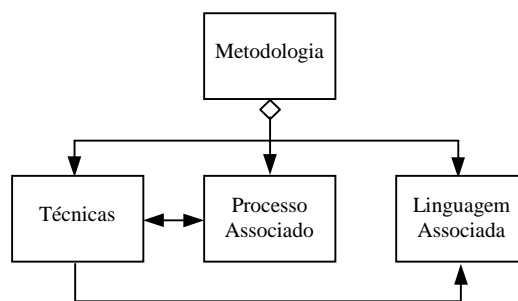 Metodologia
Técnicas
Processo
Associado
Linguagem
Associada